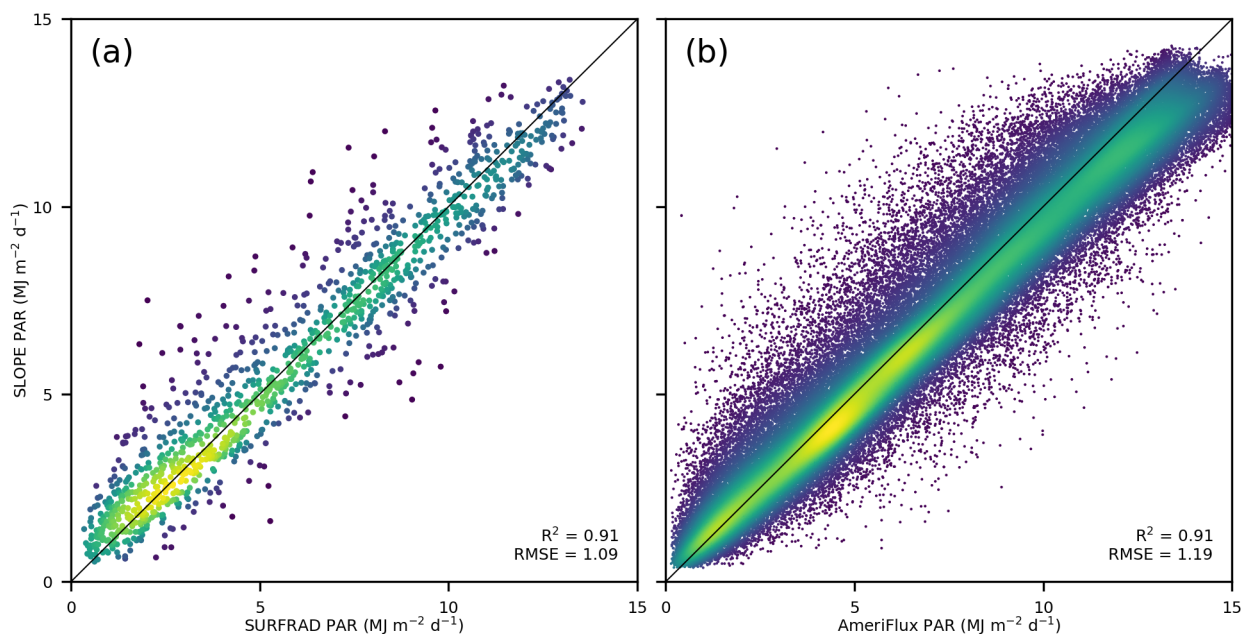 (a)
15
10
5
0
SLOPE PAR (MJ m⁻² d⁻¹)
R² = 0.91
RMSE = 1.09
0 5 10 15
SURFRAD PAR (MJ m⁻² d⁻¹)
(b)
R² = 0.91
RMSE = 1.19
0 5 10 15
AmeriFlux PAR (MJ m⁻² d⁻¹)